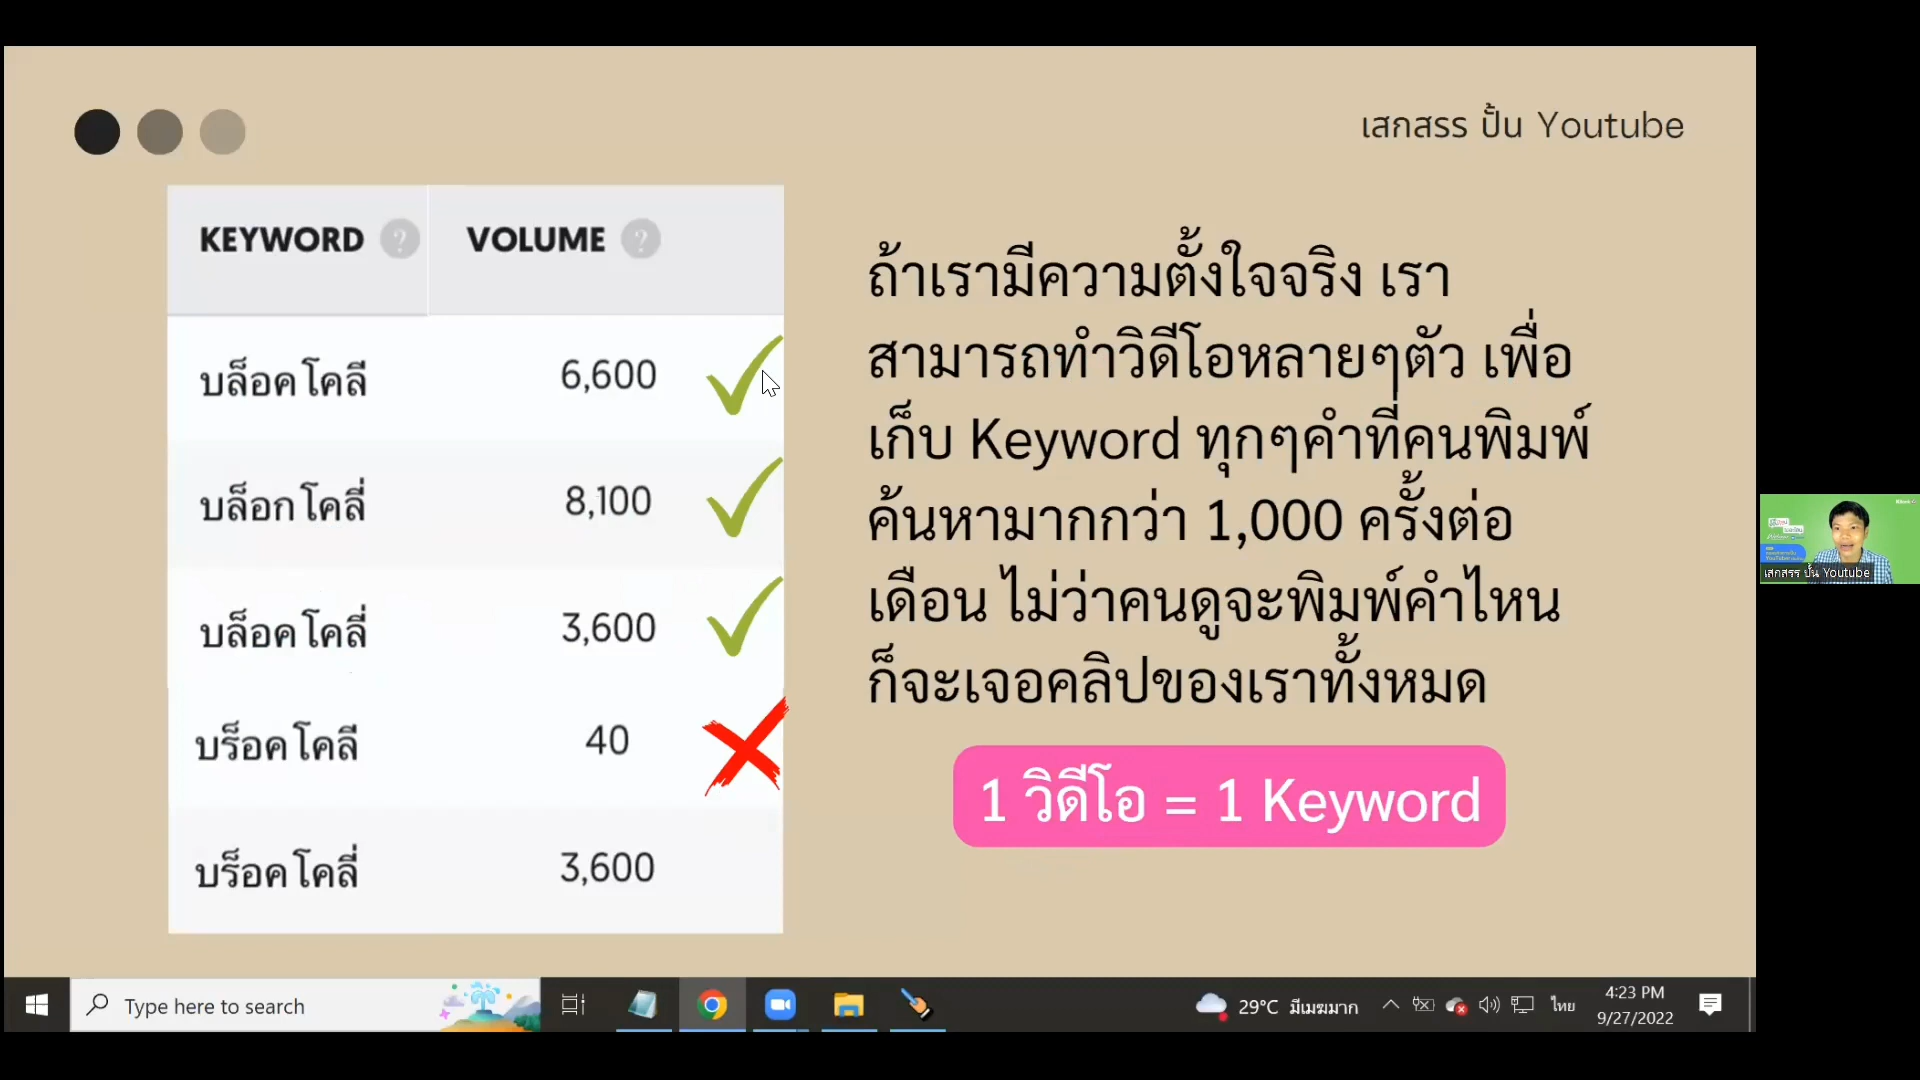 เสกสรร ปั้น Youtube
KEYWORD ? VOLUME ?
บล็อคโคลี 6,600
บล็อกโคลี่ 8,100
บล็อคโคลี่ 3,600
บร็อคโคลี 40
บร็อคโคลี่ 3,600
ถ้าเรามีความตั้งใจจริง เรา
สามารถทำวิดีโอหลายๆตัว เพื่อ
เก็บ Keyword ทุกๆคำที่คนพิมพ์
ค้นหามากกว่า 1,000 ครั้งต่อ
เดือน ไม่ว่าคนดูจะพิมพ์คำไหน
ก็จะเจอคลิปของเราทั้งหมด
1 วิดีโอ = 1 Keyword
เสกสรร ปั้น Youtube
Type here to search
29°C มีเมฆมาก
ไทย
4:23 PM
9/27/2022